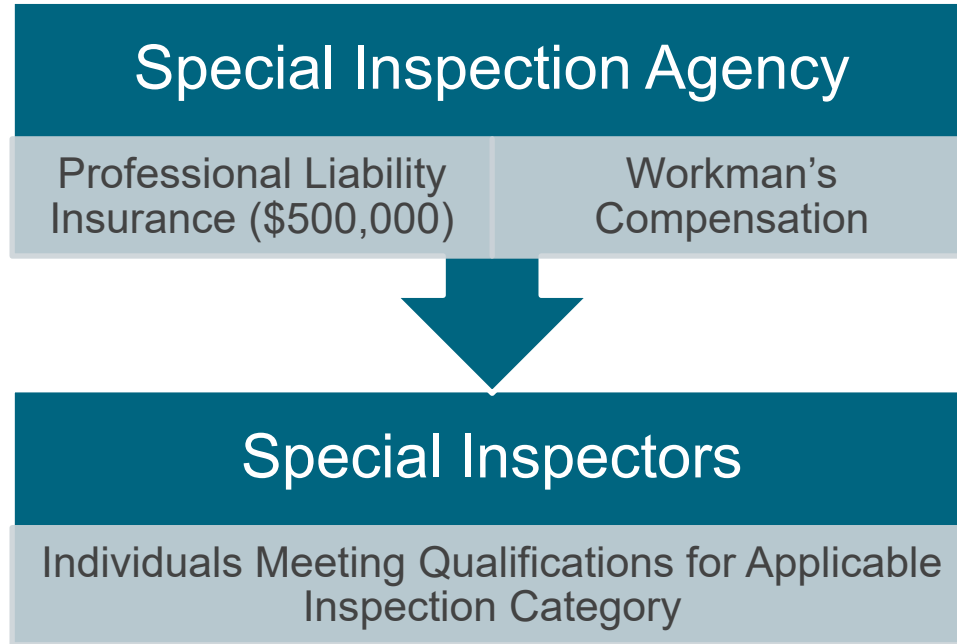 Special Inspection Agency
Professional Liability
Insurance ($500,000)
Workman’s
Compensation
Special Inspectors
Individuals Meeting Qualifications for Applicable
Inspection Category